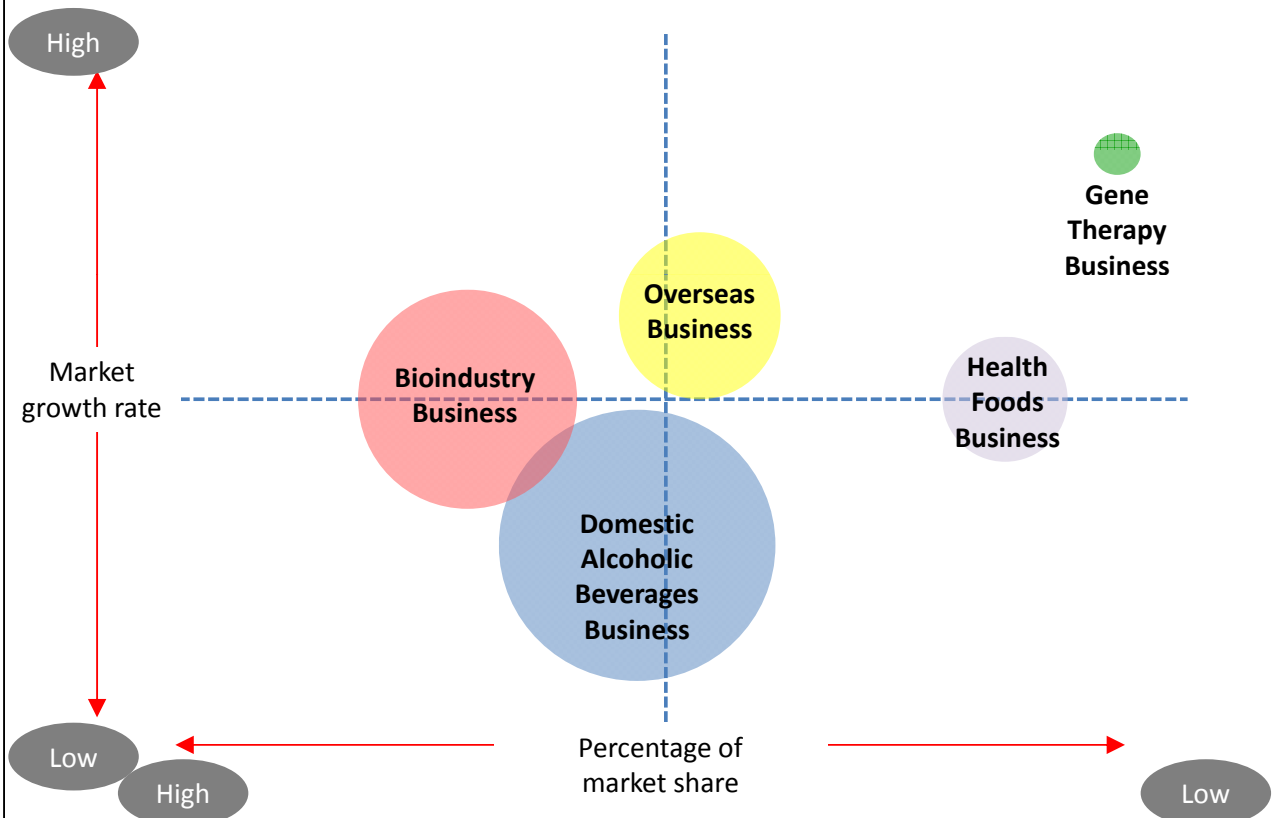 High
Gene
Therapy
Business
Overseas
Business
Bioindustry
Business
Health
Foods
Business
Market
growth rate
Domestic
Alcoholic
Beverages
Business
Low
High
Percentage of
market share
Low